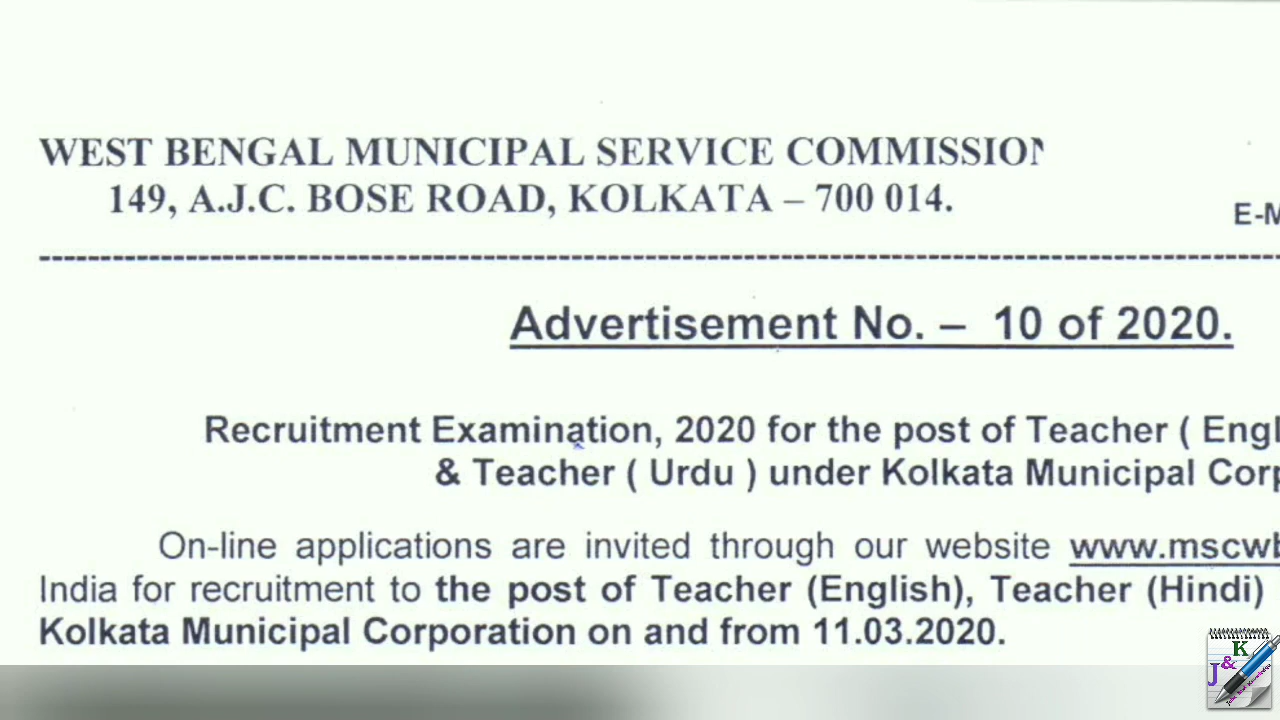 WEST BENGAL MUNICIPAL SERVICE COMMISSION
149, A.J.C. BOSE ROAD, KOLKATA – 700 014.
E-M
Advertisement No. – 10 of 2020.
Recruitment Examination, 2020 for the post of Teacher ( Engl
& Teacher ( Urdu ) under Kolkata Municipal Corp
On-line applications are invited through our website www.mscwb
India for recruitment to the post of Teacher (English), Teacher (Hindi)
Kolkata Municipal Corporation on and from 11.03.2020.
J&K